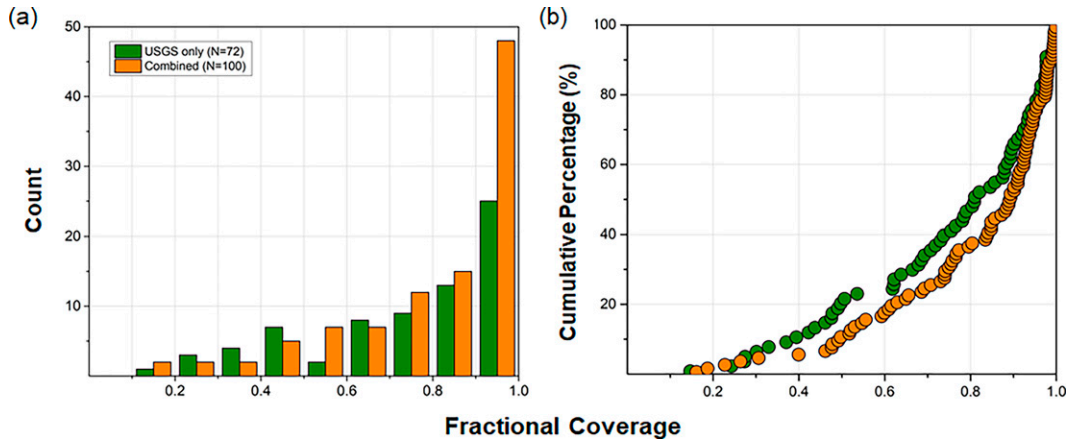 (a)
50
40
30
20
10
Count
USGS only (N=72)
Combined (N=100)
0.2
0.4
0.6
0.8
1.0
(b)
100
80
60
40
20
Cumulative Percentage (%)
0.2
0.4
0.6
0.8
1.0
Fractional Coverage